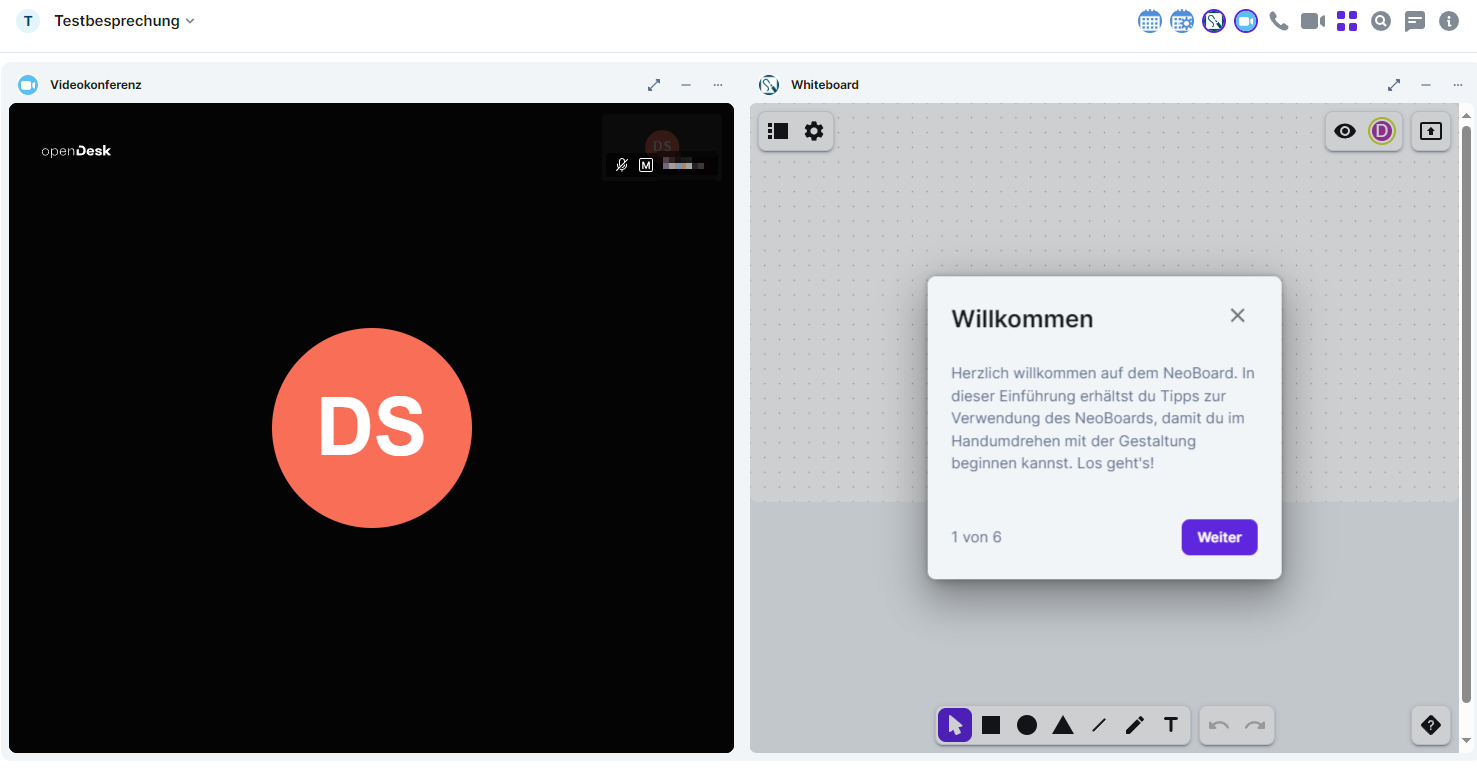 T Testbesprechung
Videokonferenz
openDesk
DS
M
DS
Whiteboard
D
Willkommen
Herzlich willkommen auf dem NeoBoard. In
dieser Einführung erhältst du Tipps zur
Verwendung des NeoBoards, damit du im
Handumdrehen mit der Gestaltung
beginnen kannst. Los geht's!
1 von 6
Weiter
T
?